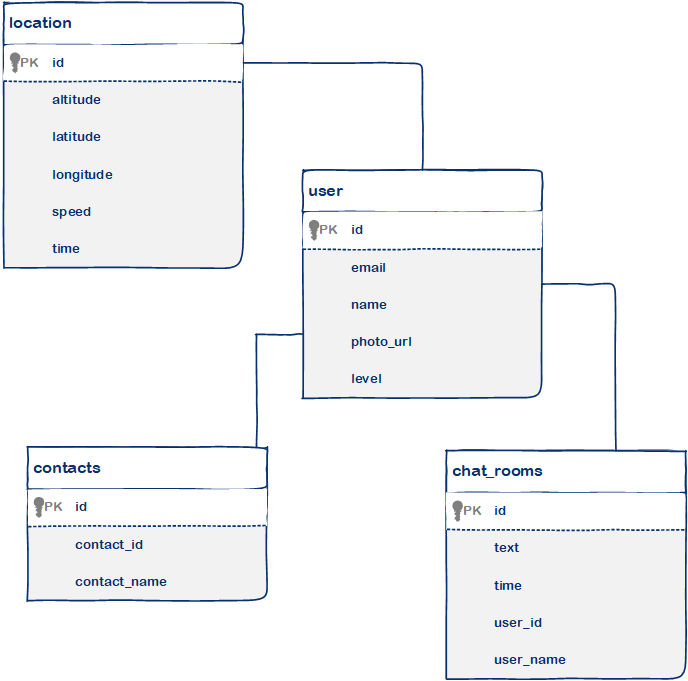 location
PK id
altitude
latitude
longitude
speed
time
user
PK id
email
name
photo_url
level
contacts
PK id
contact_id
contact_name
chat_rooms
PK id
text
time
user_id
user_name